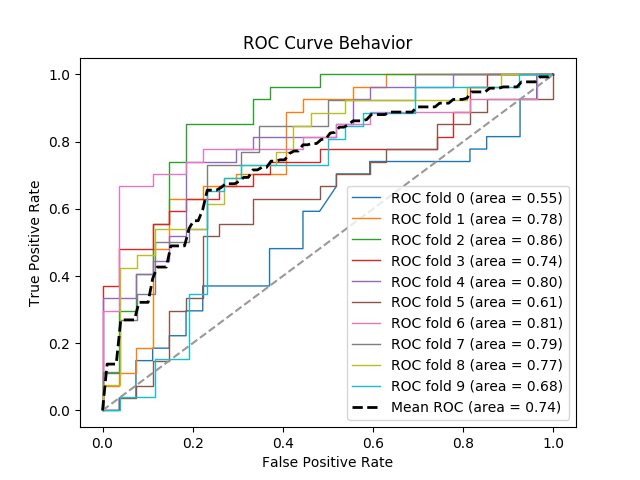 ROC Curve Behavior
True Positive Rate
1.0
0.8
0.6
0.4
0.2
0.0
ROC fold 0 (area = 0.55)
ROC fold 1 (area = 0.78)
ROC fold 2 (area = 0.86)
ROC fold 3 (area = 0.74)
ROC fold 4 (area = 0.80)
ROC fold 5 (area = 0.61)
ROC fold 6 (area = 0.81)
ROC fold 7 (area = 0.79)
ROC fold 8 (area = 0.77)
ROC fold 9 (area = 0.68)
Mean ROC (area = 0.74)
0.0 0.2 0.4 0.6 0.8 1.0
False Positive Rate